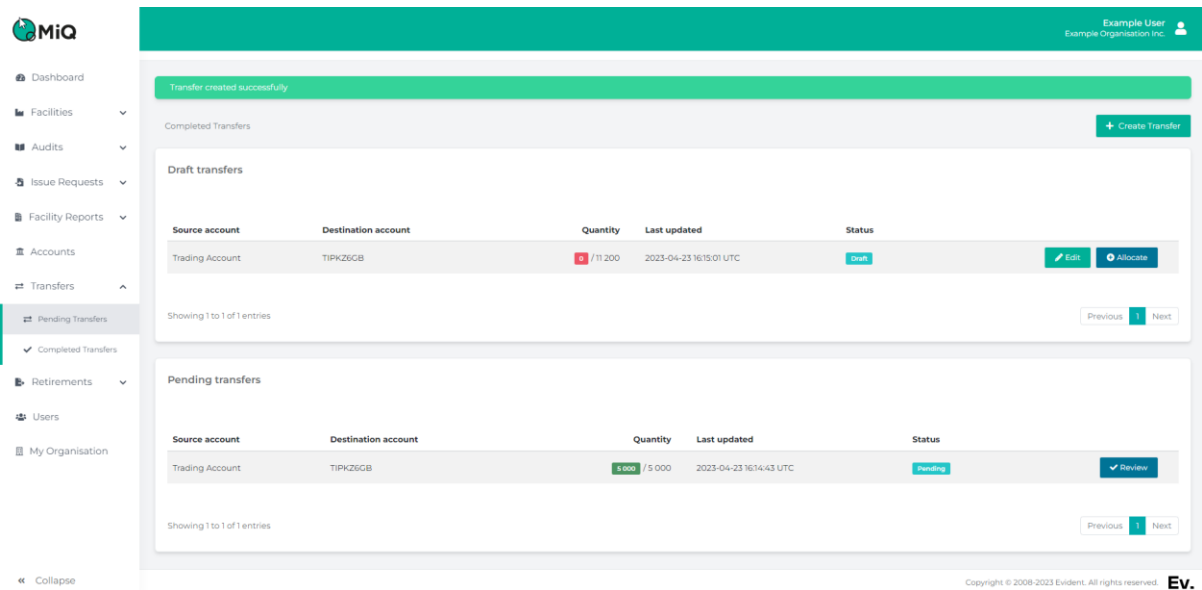 MiQ
Example User
Example Organisation Inc.
Dashboard
Facilities
Audits
Issue Requests
Facility Reports
Accounts
Transfers
Pending Transfers
Completed Transfers
Retirements
Users
My Organisation
Collapse
Transfer created successfully
Completed Transfers
+ Create Transfer
Draft transfers
Source account Destination account Quantity Last updated Status
Trading Account TIPKZ6GB 0 / 11 200 2023-04-23 16:15:01 UTC Draft Edit Allocate
Showing 1 to 1 of 1 entries
Previous 1 Next
Pending transfers
Source account Destination account Quantity Last updated Status
Trading Account TIPKZ6GB 5 000 / 5 000 2023-04-23 16:14:43 UTC Pending Review
Showing 1 to 1 of 1 entries
Previous 1 Next
Copyright © 2008-2023 Evident. All rights reserved. Ev.